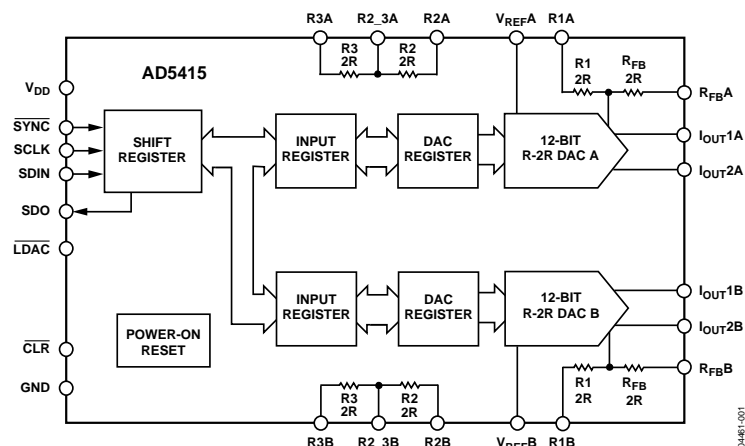 R3A R2_3A R2A VREFA R1A
R3
2R
R2
2R
R1
2R
RFB
2R
AD5415
VDD
SYNC
SCLK
SDIN
SDO
LDAC
CLR
GND
SHIFT
REGISTER
INPUT
REGISTER
DAC
REGISTER
12-BIT
R-2R DAC A
RFBA
IOUT1A
IOUT2A
INPUT
REGISTER
DAC
REGISTER
12-BIT
R-2R DAC B
IOUT1B
IOUT2B
RFBB
POWER-ON
RESET
R3
2R
R2
2R
R1
2R
RFB
2R
R3B R2_3B R2B VREFB R1B
04461-001